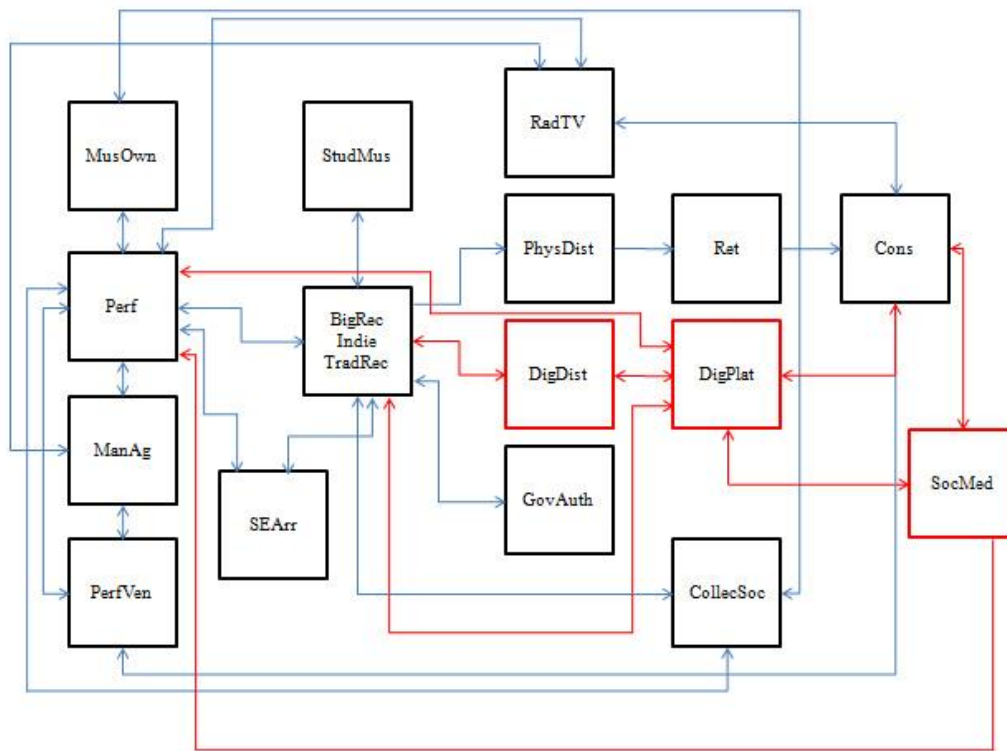 RadTV
MusOwn
StudMus
PhysDist
Ret
Cons
Perf
BigRec
Indie
TradRec
DigDist
DigPlat
ManAg
SEArr
GovAuth
SocMed
PerfVen
CollecSoc